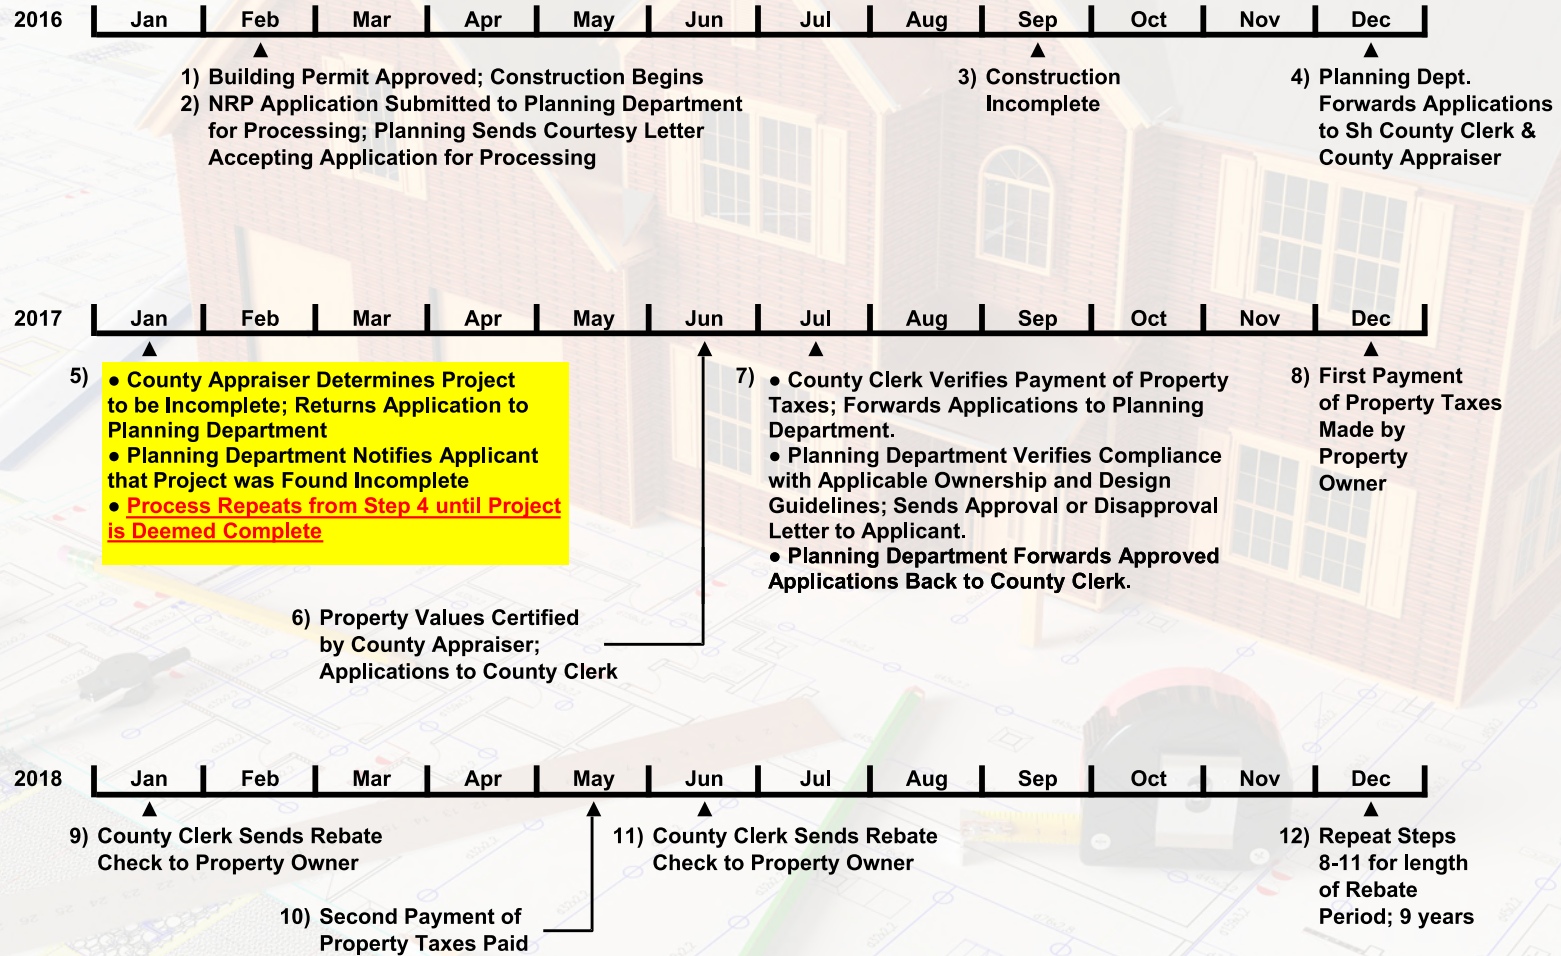 2016 Jan Feb Mar Apr May Jun Jul Aug Sep Oct Nov Dec
1) Building Permit Approved; Construction Begins
2) NRP Application Submitted to Planning Department
for Processing; Planning Sends Courtesy Letter
Accepting Application for Processing
3) Construction
Incomplete
4) Planning Dept.
Forwards Applications
to Sh County Clerk &
County Appraiser
2017 Jan Feb Mar Apr May Jun Jul Aug Sep Oct Nov Dec
5) ● County Appraiser Determines Project
to be Incomplete; Returns Application to
Planning Department
● Planning Department Notifies Applicant
that Project was Found Incomplete
● Process Repeats from Step 4 until Project
is Deemed Complete
6) Property Values Certified
by County Appraiser;
Applications to County Clerk
7) ● County Clerk Verifies Payment of Property
Taxes; Forwards Applications to Planning
Department.
● Planning Department Verifies Compliance
with Applicable Ownership and Design
Guidelines; Sends Approval or Disapproval
Letter to Applicant.
● Planning Department Forwards Approved
Applications Back to County Clerk.
8) First Payment
of Property Taxes
Made by
Property
Owner
2018 Jan Feb Mar Apr May Jun Jul Aug Sep Oct Nov Dec
9) County Clerk Sends Rebate
Check to Property Owner
10) Second Payment of
Property Taxes Paid
11) County Clerk Sends Rebate
Check to Property Owner
12) Repeat Steps
8-11 for length
of Rebate
Period; 9 years